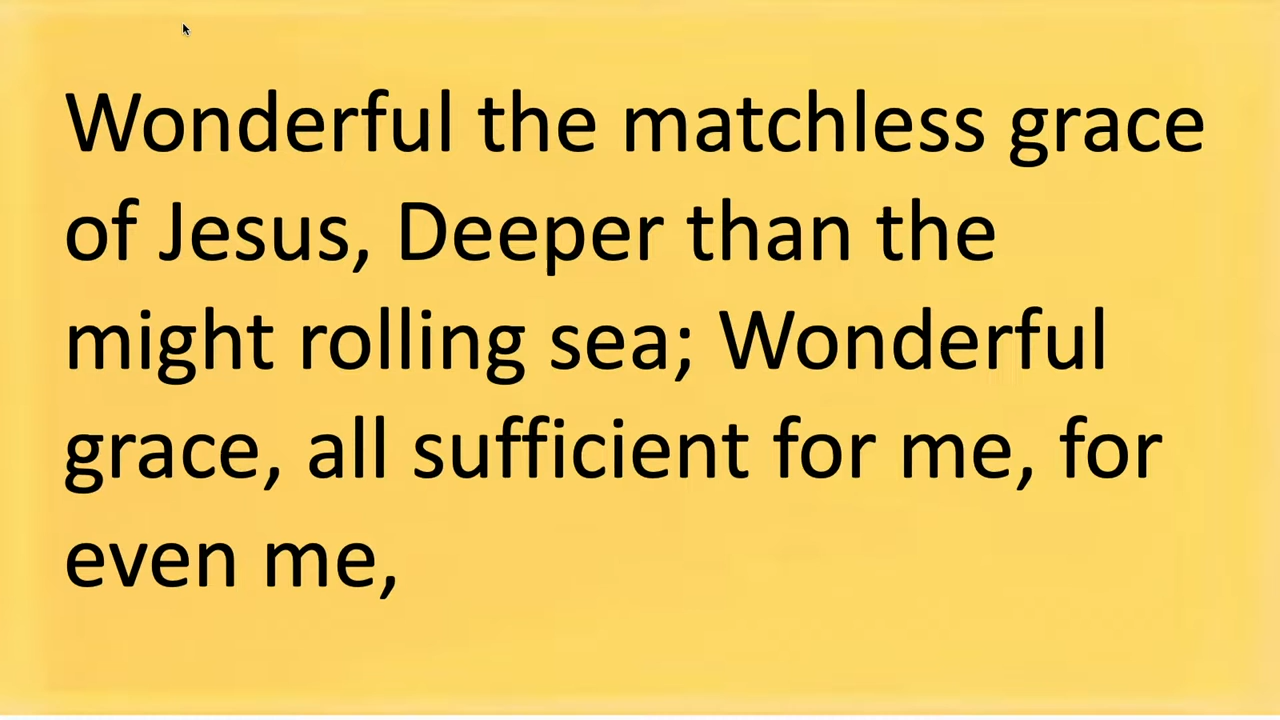 Wonderful the matchless grace
of Jesus, Deeper than the
might rolling sea; Wonderful
grace, all sufficient for me, for
even me,